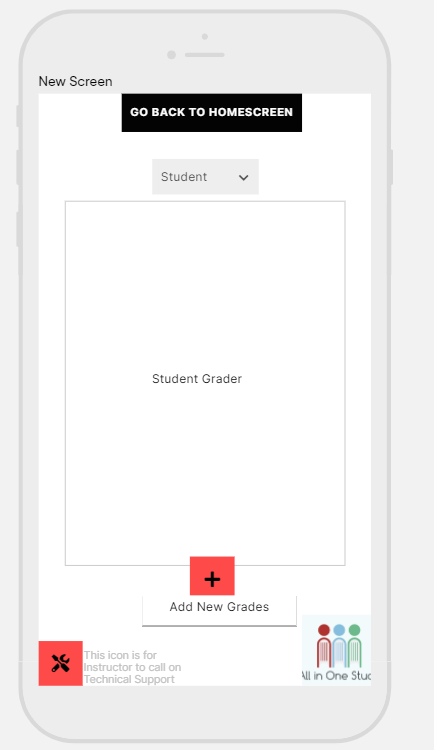 New Screen
GO BACK TO HOMESCREEN
Student
Student Grader
Add New Grades
This icon is for
Instructor to call on
Technical Support
All in One Stud